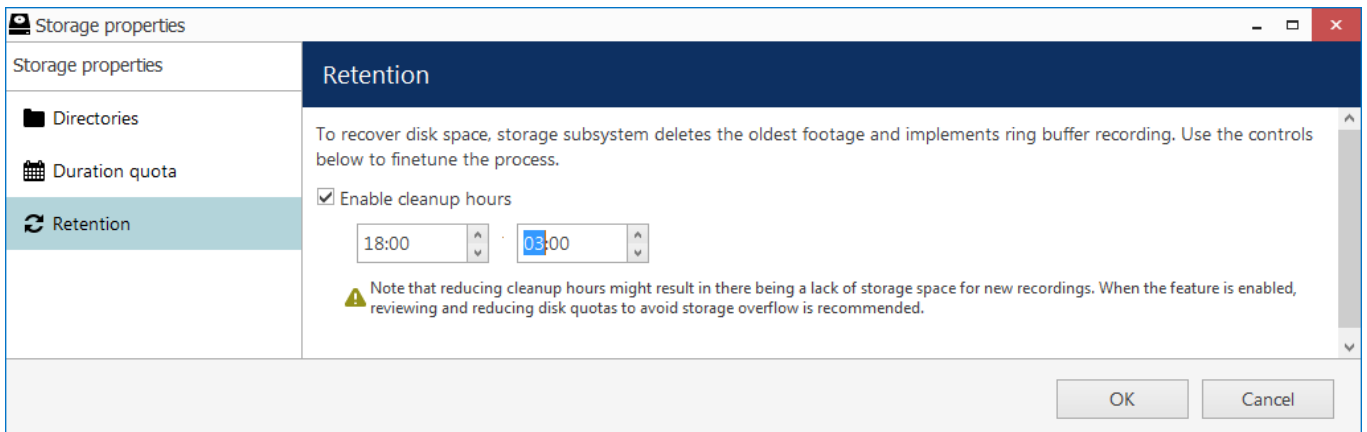 Storage properties
Storage properties
Directories
Duration quota
Retention
Retention
To recover disk space, storage subsystem deletes the oldest footage and implements ring buffer recording. Use the controls
below to finetune the process.
Enable cleanup hours
18:00 - 03:00
Note that reducing cleanup hours might result in there being a lack of storage space for new recordings. When the feature is enabled,
reviewing and reducing disk quotas to avoid storage overflow is recommended.
OK Cancel